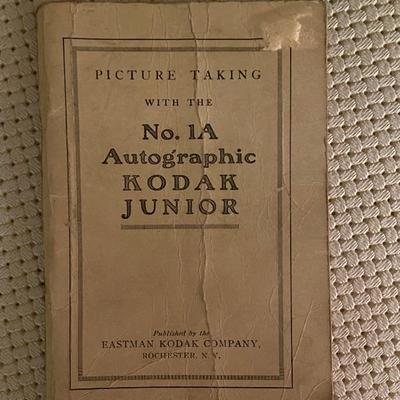 PICTURE TAKING
WITH THE
No. 1A
Autographic
KODAK
JUNIOR
Published by the
EASTMAN KODAK COMPANY,
ROCHESTER, N. Y.